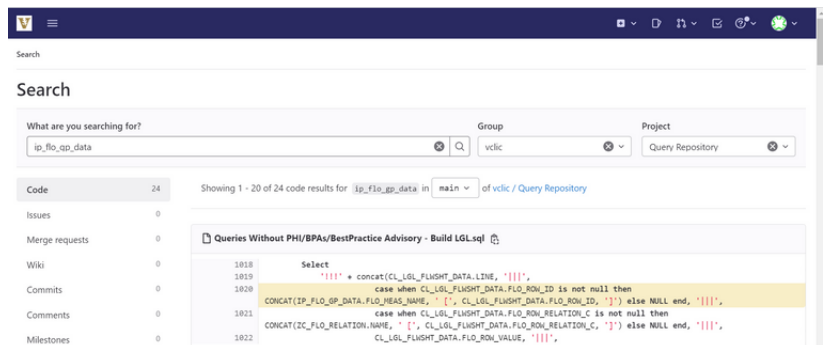 V
Search
Search
What are you searching for?
Group
Project
ip_flo_gp_data
vclic
Query Repository
Code 24
Showing 1 - 20 of 24 code results for ip_flo_gp_data in main of vclic / Query Repository
Issues 0
Merge requests 0
Queries Without PHI/BPAs/BestPractice Advisory - Build LGL.sql
Wiki 0
1018 Select
1019 '!!!' + concat(CL_LGL_FLWSHT_DATA.LINE, '|||',
Commits 0
1020 case when CL_LGL_FLWSHT_DATA.FLO_ROW_ID is not null then
CONCAT(IP_FLO_GP_DATA.FLO_MEAS_NAME, ' [', CL_LGL_FLWSHT_DATA.FLO_ROW_ID, ']') else NULL end, '|||',
Comments 0
1021 case when CL_LGL_FLWSHT_DATA.FLO_ROW_RELATION_C is not null then
CONCAT(ZC_FLO_RELATION.NAME, ' [', CL_LGL_FLWSHT_DATA.FLO_ROW_RELATION_C, ']') else NULL end, '|||',
Milestones 0
1022 CL_LGL_FLWSHT_DATA.FLO_ROW_VALUE, '|||',